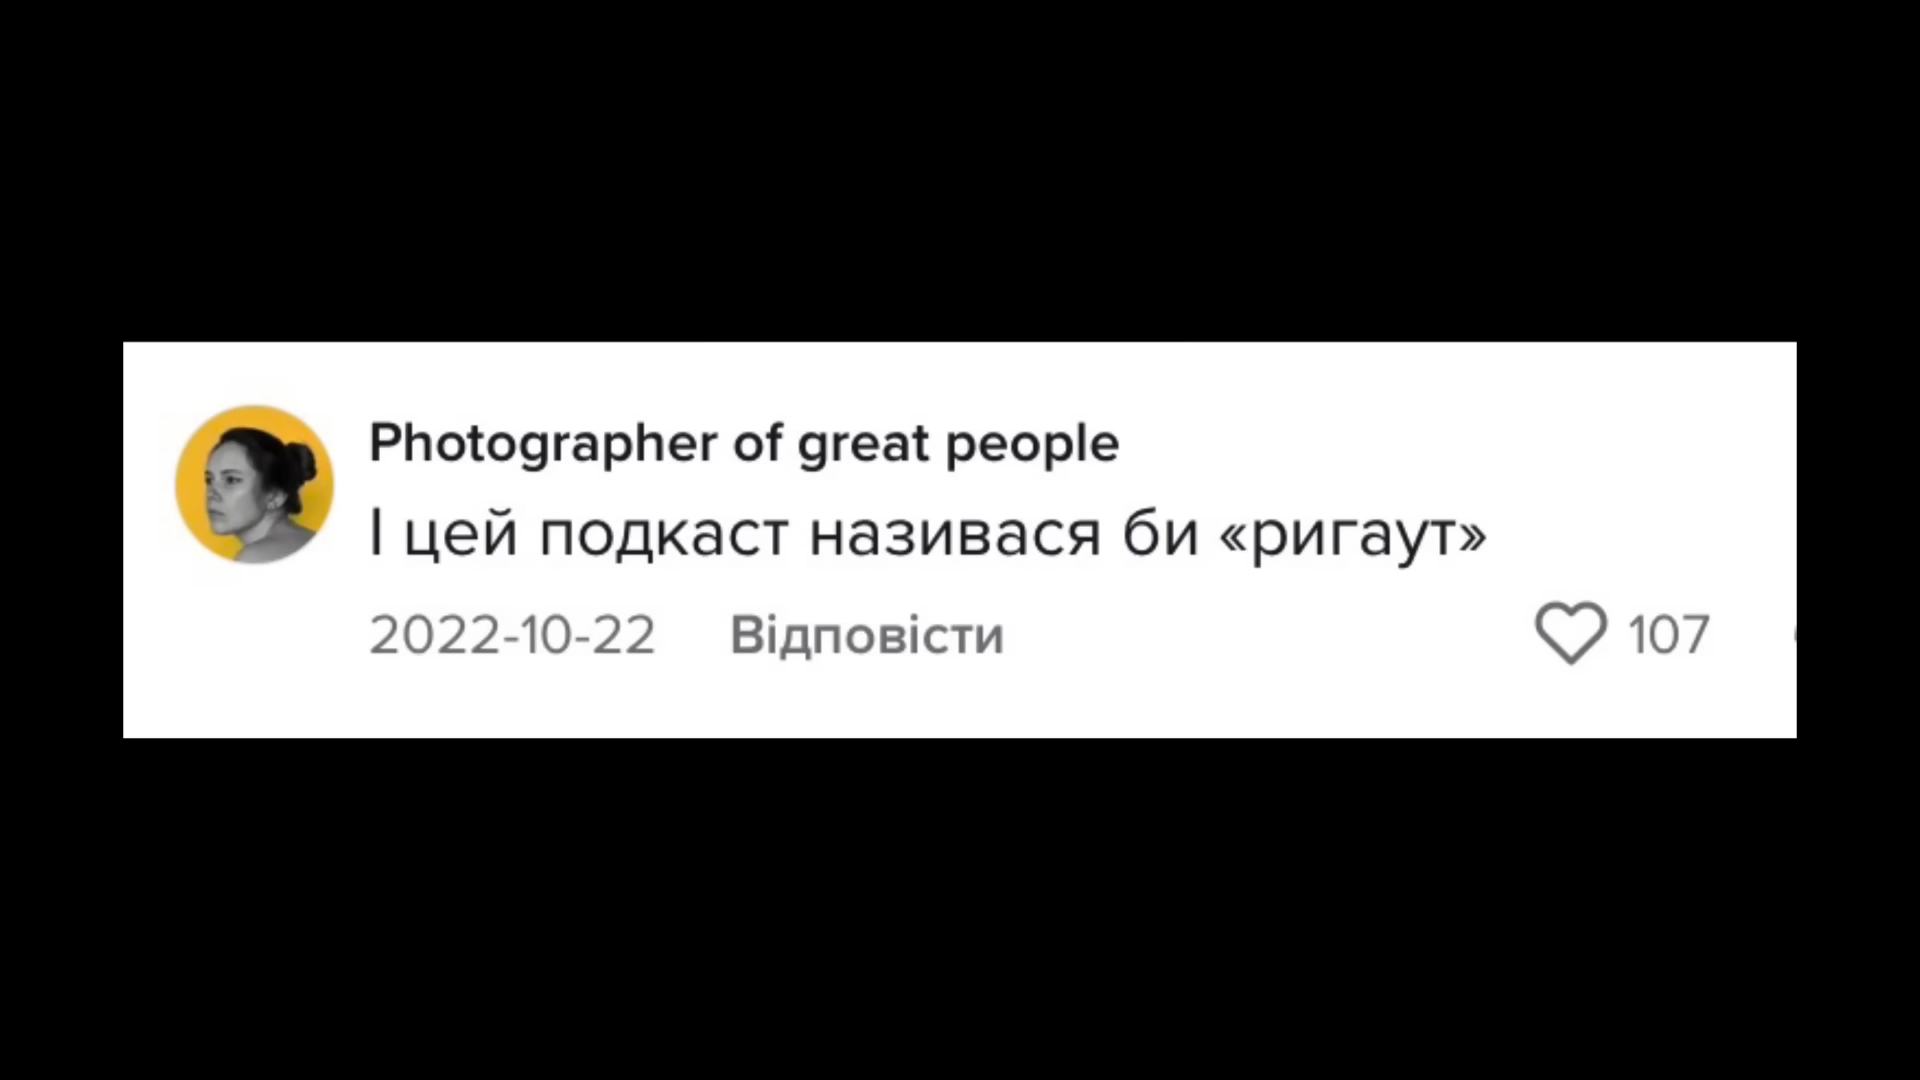 Photographer of great people
І цей подкаст називася би «ригаут»
2022-10-22 Відповісти 107